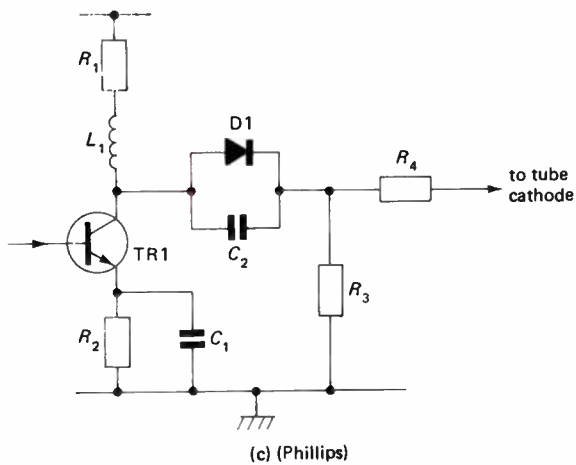 R1
L1
D1
R4
to tube
cathode
TR1
C2
R3
R2
C1
(c) (Phillips)